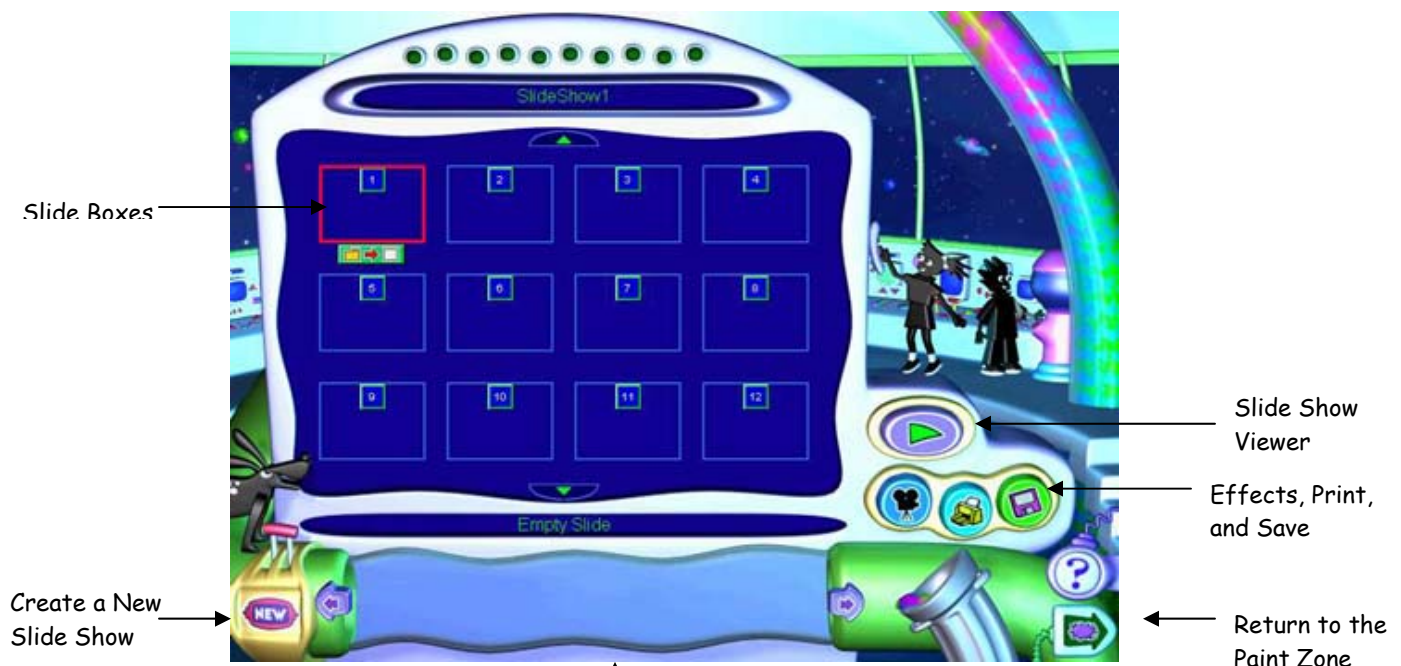 SlideShow1
1
2
3
4
Slide Boxes
5
6
7
8
9
10
11
12
Slide Show
Viewer
Effects, Print,
and Save
Empty Slide
?
NEW
Create a New
Slide Show
Return to the
Paint Zone